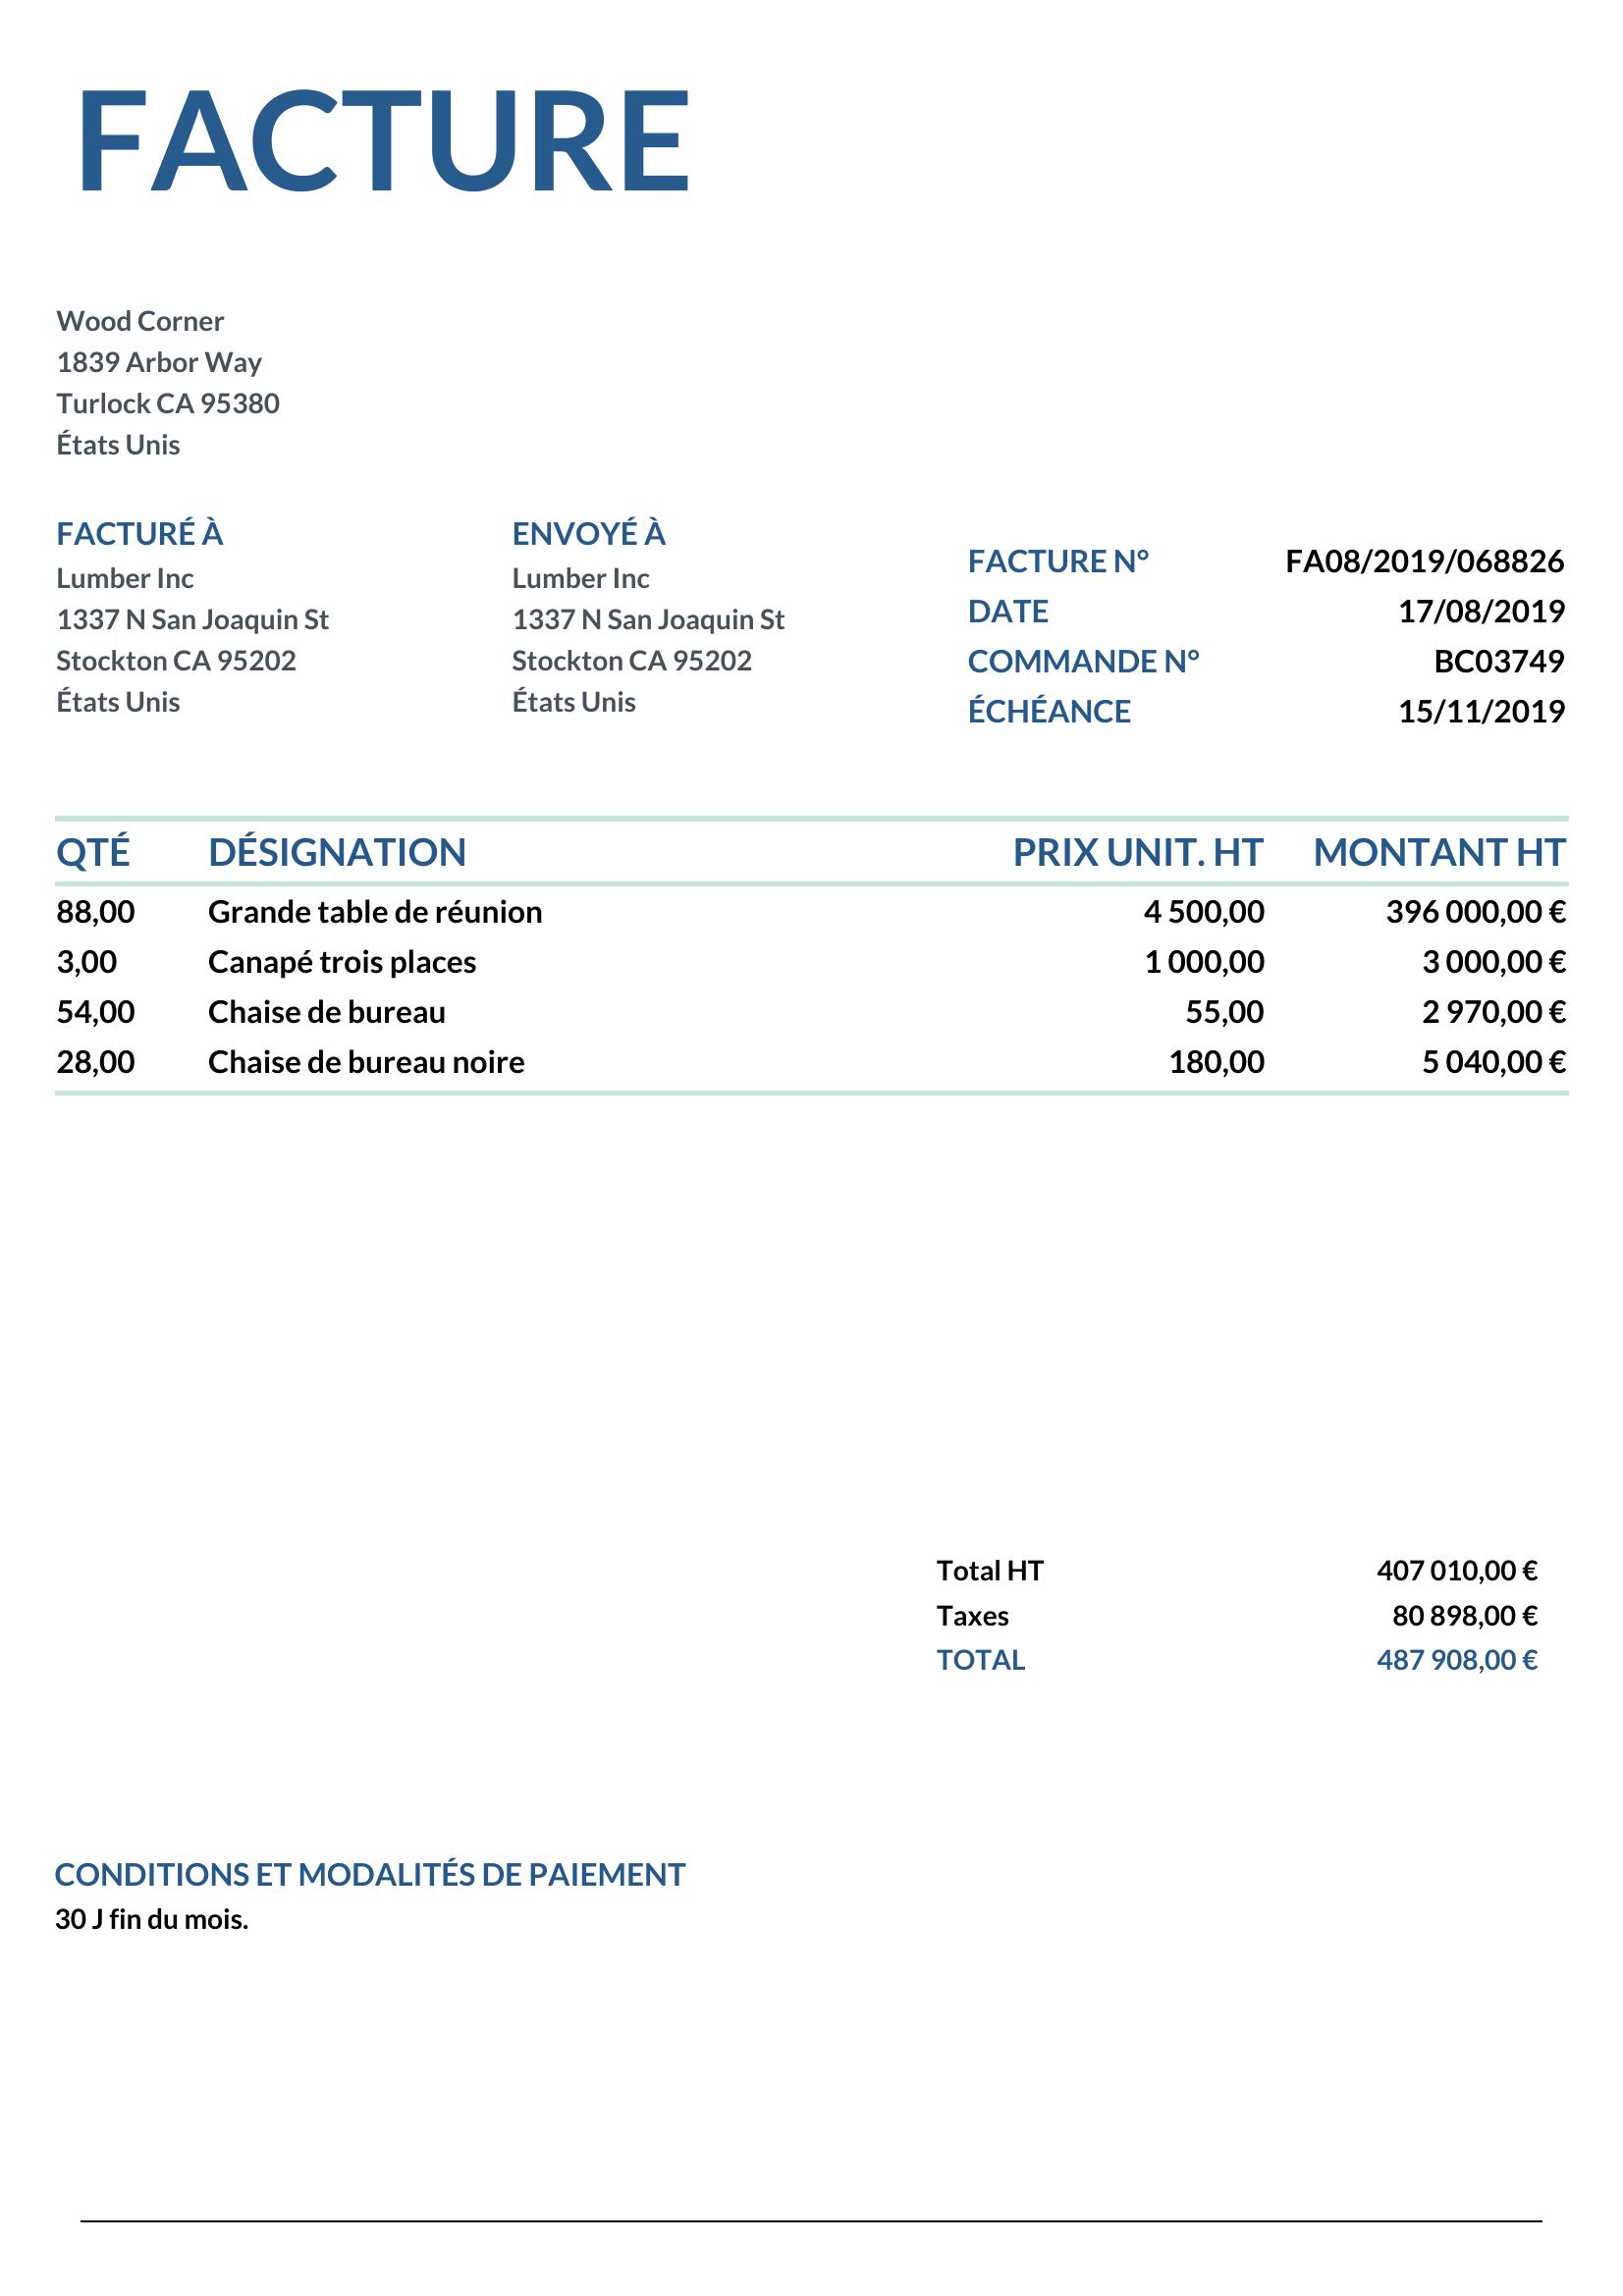 FACTURE
Wood Corner
1839 Arbor Way
Turlock CA 95380
États Unis
FACTURÉ À
Lumber Inc
1337 N San Joaquin St
Stockton CA 95202
États Unis
ENVOYÉ À
Lumber Inc
1337 N San Joaquin St
Stockton CA 95202
États Unis
FACTURE N° FA08/2019/068826
DATE 17/08/2019
COMMANDE N° BC03749
ÉCHÉANCE 15/11/2019
QTÉ DÉSIGNATION PRIX UNIT. HT MONTANT HT
88,00 Grande table de réunion 4 500,00 396 000,00 €
3,00 Canapé trois places 1 000,00 3 000,00 €
54,00 Chaise de bureau 55,00 2 970,00 €
28,00 Chaise de bureau noire 180,00 5 040,00 €
Total HT 407 010,00 €
Taxes 80 898,00 €
TOTAL 487 908,00 €
CONDITIONS ET MODALITÉS DE PAIEMENT
30 J fin du mois.